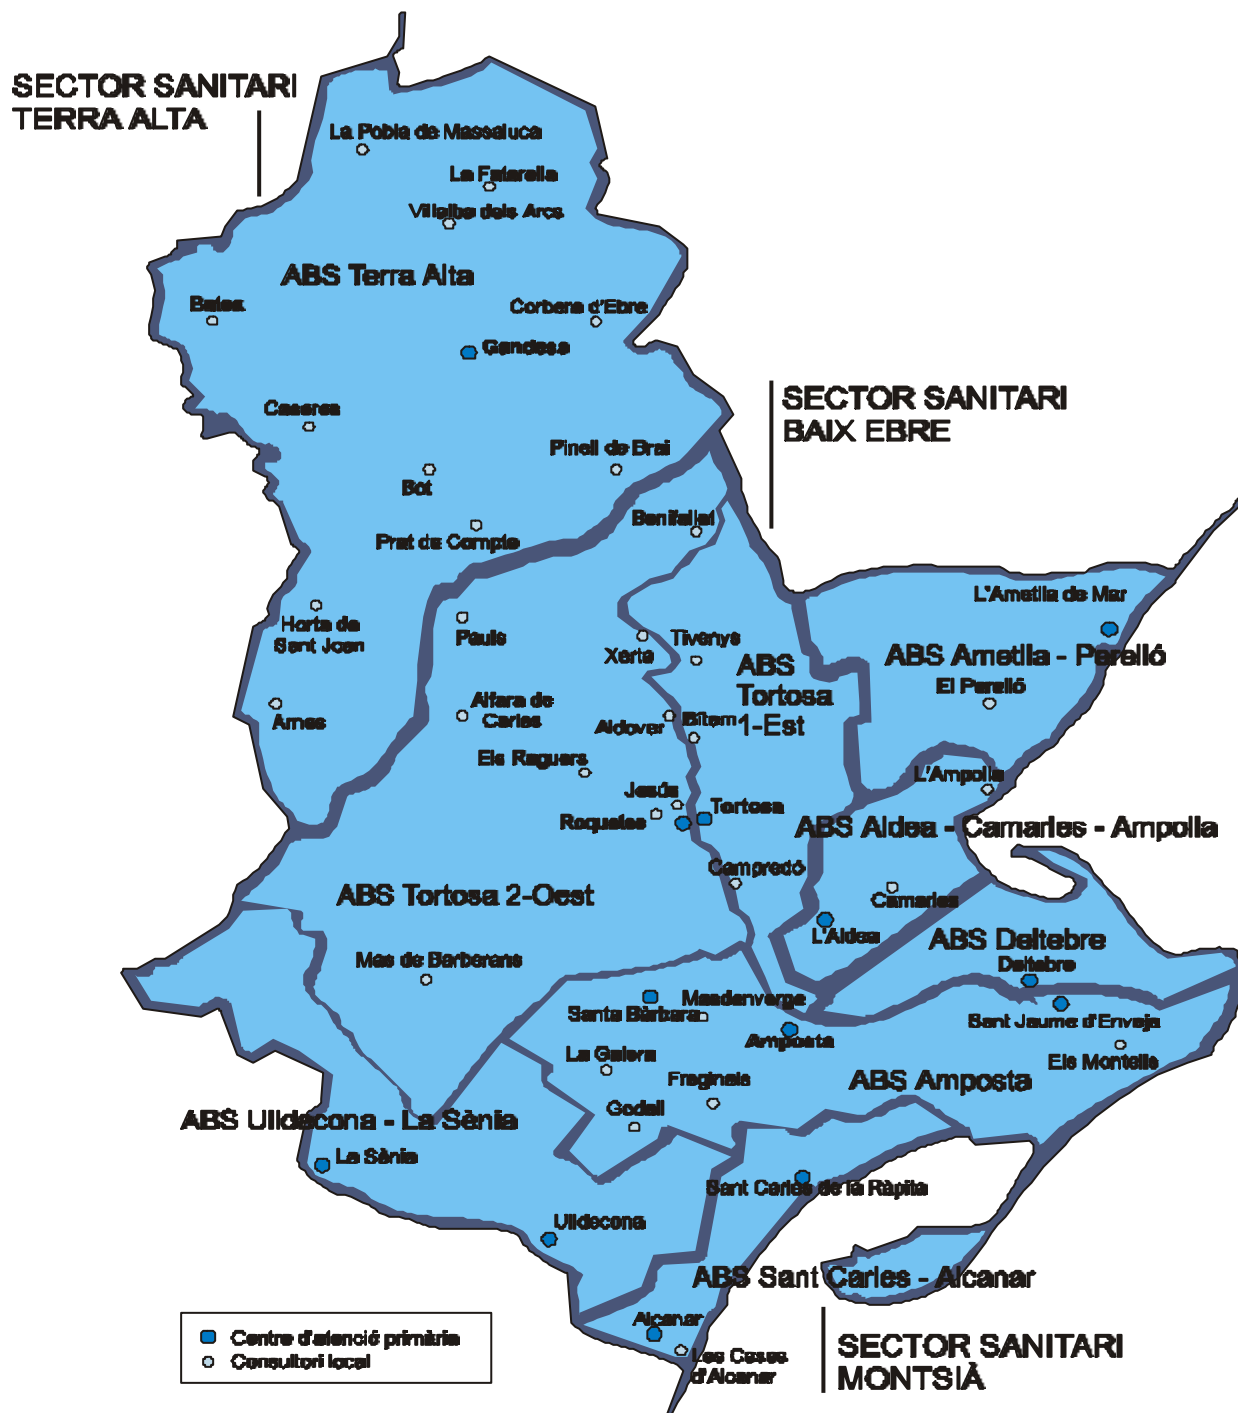 SECTOR SANITARI
TERRA ALTA
La Pobla de Massaluca
La Fatarella
Villalba dels Arcs
ABS Terra Alta
Batea
Corbera d'Ebre
Gandesa
SECTOR SANITARI
BAIX EBRE
Caseres
Pinell de Brai
Bot
Benifallet
Prat de Compte
L'Ametlla de Mar
Horta de
Sant Joan
Paüls
Xerta
Tivenys
ABS
Tortosa
1-Est
ABS Ametlla - Perelló
El Perelló
Arnes
Alfara de
Carles
Aldover
Bítem
Els Reguers
L'Ampolla
Jesús
Roquetes
Tortosa
ABS Aldea - Camarles - Ampolla
Campredó
ABS Tortosa 2-Oest
Camarles
L'Aldea
ABS Deltebre
Deltebre
Mas de Barberans
Santa Bàrbara
Masdenverge
Amposta
Sant Jaume d'Enveja
Els Montells
La Galera
Freginals
ABS Amposta
Godall
ABS Ulldecona - La Sènia
La Sènia
Sant Carles de la Ràpita
Ulldecona
ABS Sant Carles - Alcanar
Alcanar
Les Cases
d'Alcanar
SECTOR SANITARI
MONTSIÀ
Centre d'atenció primària
Consultori local